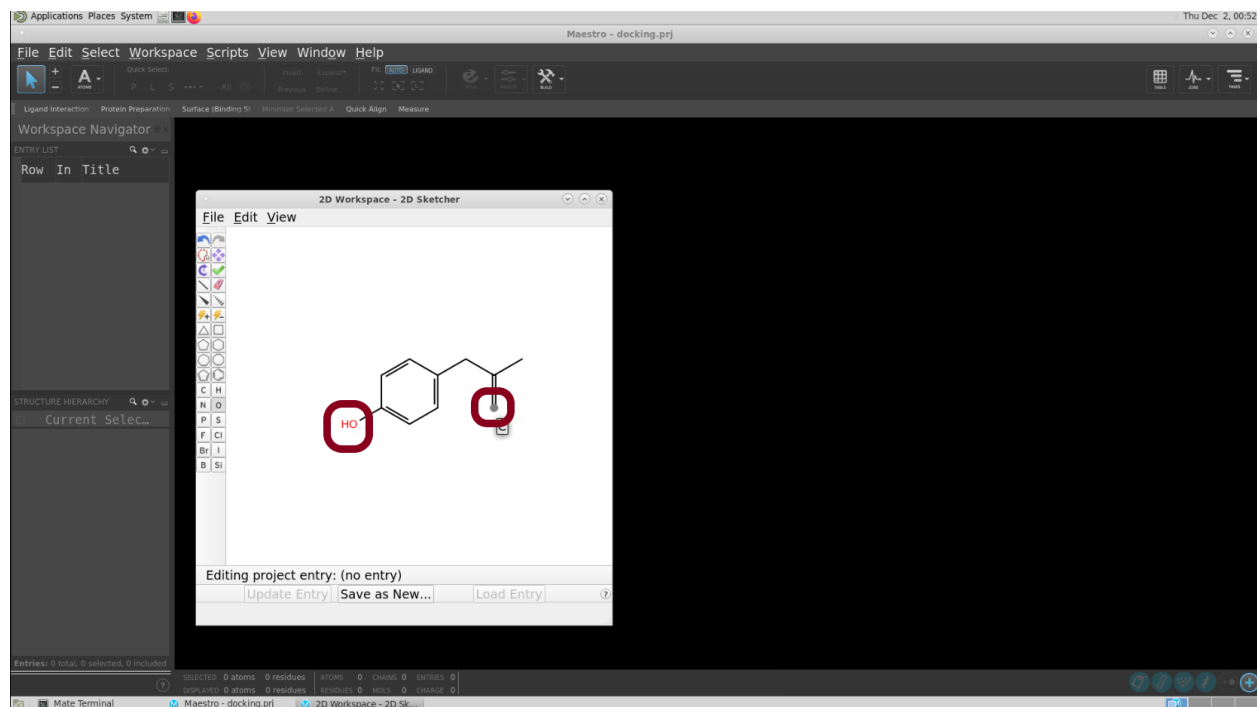 Applications Places System
Thu Dec 2, 00:52
Maestro - docking.prj
File Edit Select Workspace Scripts View Window Help
Quick Select:
Invert Expand
Fit: AUTO LIGAND
P L S All
Previous Define...
ATOMS
STYLE
BUILD
TABLE
JOBS
TASKS
Ligand Interaction Protein Preparation Surface (Binding Si Minimize Selected A Quick Align Measure
Workspace Navigator
ENTRY LIST
Row In Title
2D Workspace - 2D Sketcher
File Edit View
C H
N O
P S
F Cl
Br I
B Si
HO
STRUCTURE HIERARCHY
Current Selec...
Editing project entry: (no entry)
Update Entry Save as New... Load Entry
Entries: 0 total, 0 selected, 0 included
SELECTED 0 atoms 0 residues ATOMS 0 CHAINS 0 ENTRIES 0
DISPLAYED 0 atoms 0 residues RESIDUES 0 MOLS 0 CHARGE 0
Mate Terminal
Maestro - docking.prj
2D Workspace - 2D Sk...